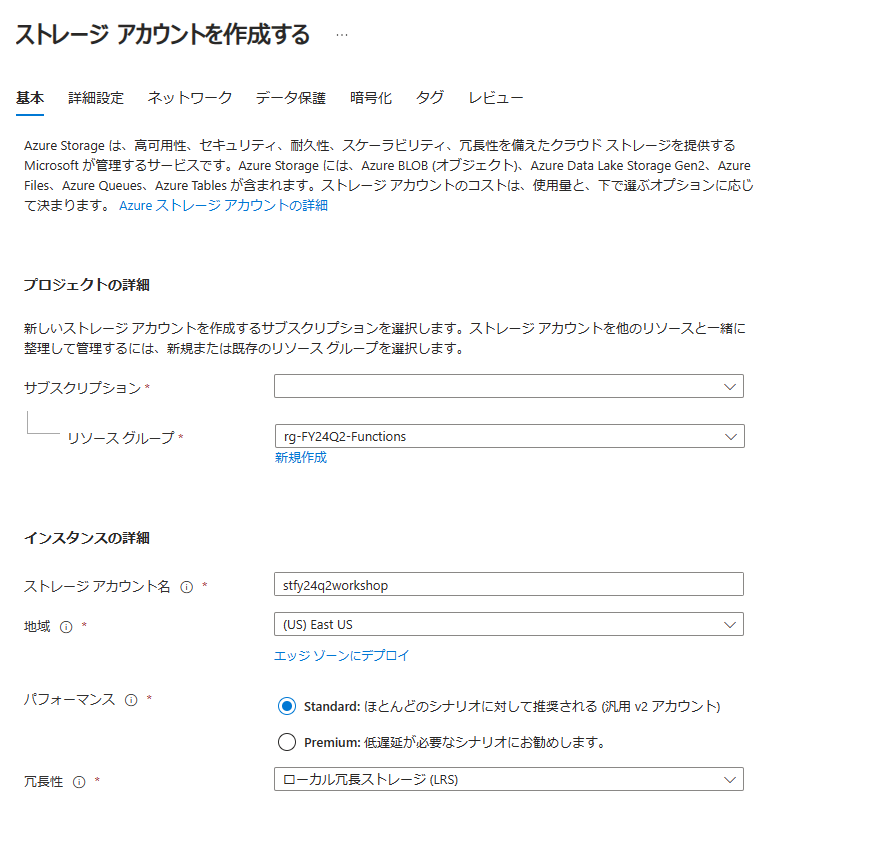 ストレージ アカウントを作成する ...
基本 詳細設定 ネットワーク データ保護 暗号化 タグ レビュー
Azure Storage は、高可用性、セキュリティ、耐久性、スケーラビリティ、冗長性を備えたクラウド ストレージを提供する
Microsoft が管理するサービスです。Azure Storage には、Azure BLOB (オブジェクト)、Azure Data Lake Storage Gen2、Azure
Files、Azure Queues、Azure Tables が含まれます。ストレージ アカウントのコストは、使用量と、下で選ぶオプションに応じ
て決まります。 Azure ストレージ アカウントの詳細
プロジェクトの詳細
新しいストレージ アカウントを作成するサブスクリプションを選択します。ストレージ アカウントを他のリソースと一緒に
整理して管理するには、新規または既存のリソース グループを選択します。
サブスクリプション *
リソース グループ * rg-FY24Q2-Functions
新規作成
インスタンスの詳細
ストレージ アカウント名 * stfy24q2workshop
地域 * (US) East US
エッジ ゾーンにデプロイ
パフォーマンス * Standard: ほとんどのシナリオに対して推奨される (汎用 v2 アカウント)
Premium: 低遅延が必要なシナリオにお勧めします。
冗長性 * ローカル冗長ストレージ (LRS)